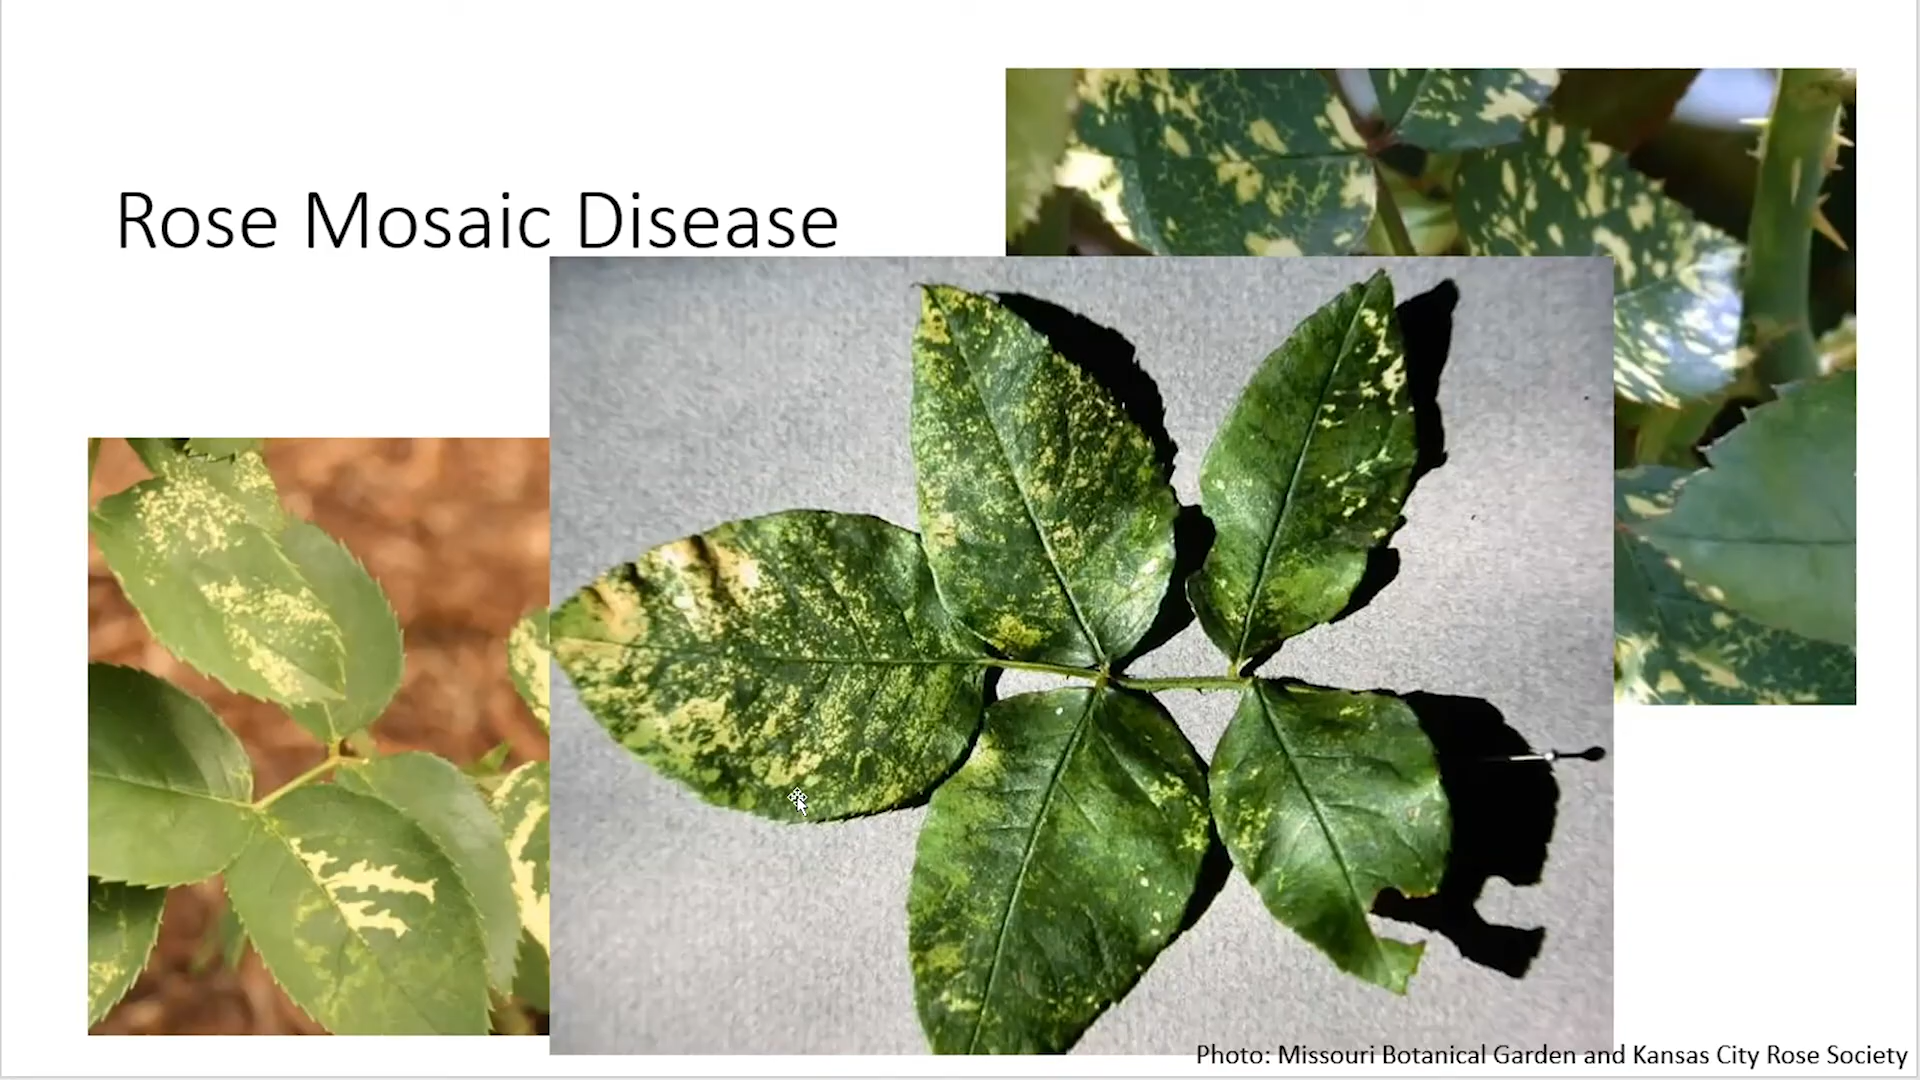 Rose Mosaic Disease
Photo: Missouri Botanical Garden and Kansas City Rose Society